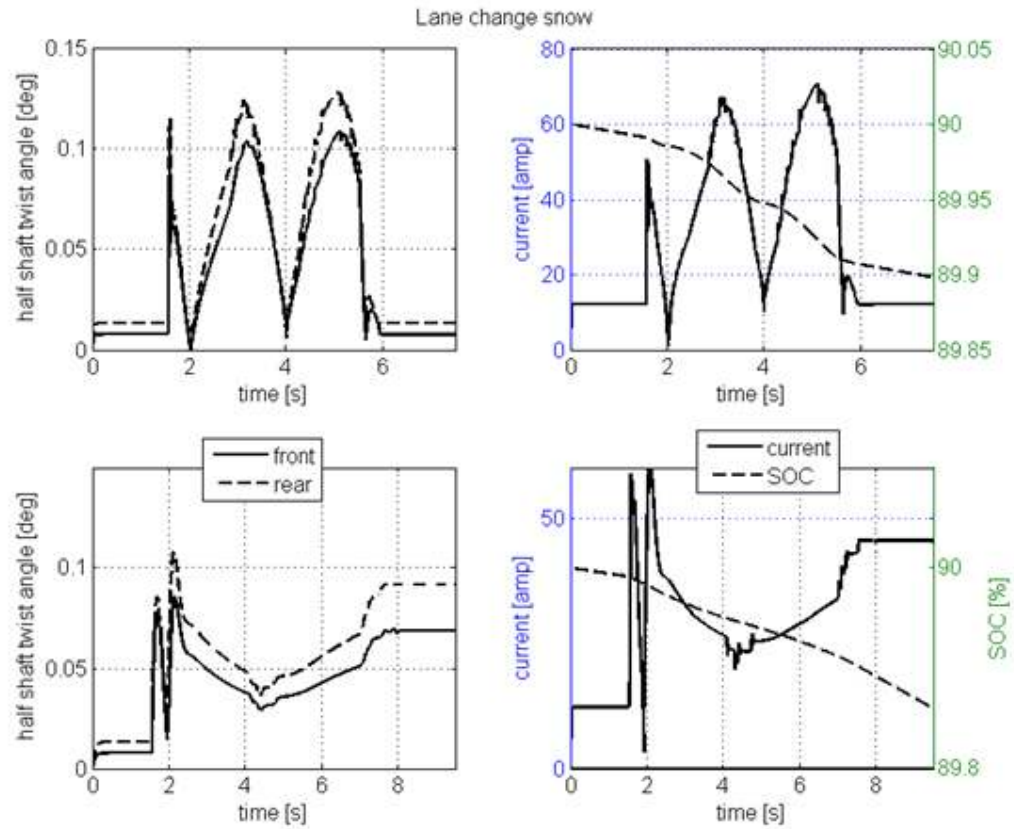 Lane change snow
half shaft twist angle [deg]
0.15
0.1
0.05
0
0 2 4 6
time [s]
current [amp]
80
60
40
20
0
0 2 4 6
time [s]
90.05
90
89.95
89.9
89.85
front
rear
half shaft twist angle [deg]
0.1
0.05
0
0 2 4 6 8
time [s]
current
SOC
current [amp]
50
0
0 2 4 6 8
time [s]
90
89.8
SOC [%]